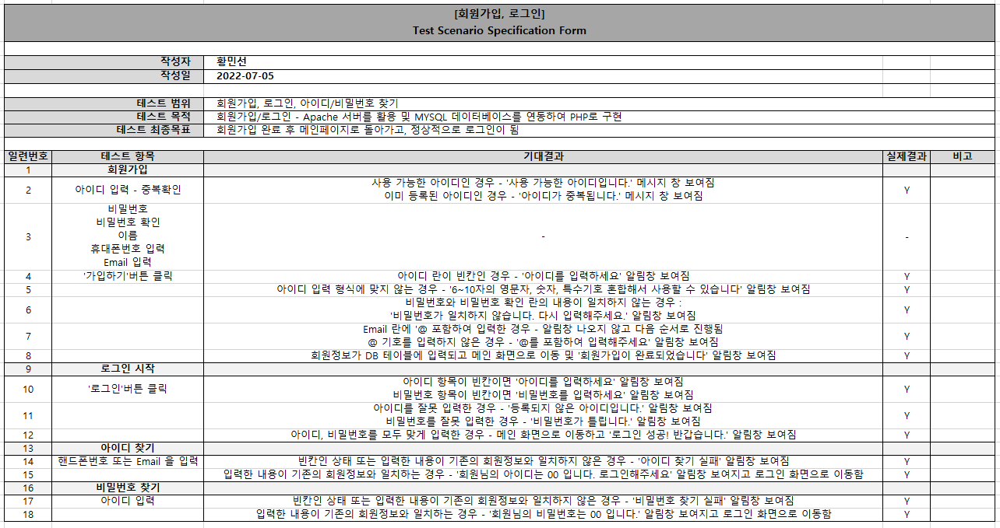 [회원가입, 로그인]
Test Scenario Specification Form
작성자 황민선
작성일 2022-07-05
테스트 범위 회원가입, 로그인, 아이디/비밀번호 찾기
테스트 목적 회원가입/로그인 - Apache 서버를 활용 및 MYSQL 데이터베이스를 연동하여 PHP로 구현
테스트 최종목표 회원가입 완료 후 메인페이지로 돌아가고, 정상적으로 로그인이 됨
일련번호 테스트 항목 기대결과 실제결과 비고
1 회원가입
2 아이디 입력 - 중복확인 사용 가능한 아이디인 경우 - '사용 가능한 아이디입니다.' 메시지 창 보여짐
이미 등록된 아이디인 경우 - '아이디가 중복됩니다.' 메시지 창 보여짐 Y
3 비밀번호
비밀번호 확인
이름
휴대폰번호 입력
Email 입력 - -
4 '가입하기'버튼 클릭 아이디 란이 빈칸인 경우 - '아이디를 입력하세요' 알림창 보여짐 Y
5 아이디 입력 형식에 맞지 않는 경우 - '6~10자의 영문자, 숫자, 특수기호 혼합해서 사용할 수 있습니다' 알림창 보여짐 Y
6 비밀번호와 비밀번호 확인 란의 내용이 일치하지 않는 경우 :
'비밀번호가 일치하지 않습니다. 다시 입력해주세요.' 알림창 보여짐 Y
7 Email 란에 '@ 포함하여 입력한 경우 - 알림창 나오지 않고 다음 순서로 진행됨
@ 기호를 입력하지 않은 경우 - '@를 포함하여 입력해주세요' 알림창 보여짐 Y
8 회원정보가 DB 테이블에 입력되고 메인 화면으로 이동 및 '회원가입이 완료되었습니다' 알림창 보여짐 Y
9 로그인 시작
10 '로그인'버튼 클릭 아이디 항목이 빈칸이면 '아이디를 입력하세요' 알림창 보여짐
비밀번호 항목이 빈칸이면 '비밀번호를 입력하세요' 알림창 보여짐 Y
11 아이디를 잘못 입력한 경우 - '등록되지 않은 아이디입니다.' 알림창 보여짐
비밀번호를 잘못 입력한 경우 - '비밀번호가 틀립니다.' 알림창 보여짐 Y
12 아이디, 비밀번호를 모두 맞게 입력한 경우 - 메인 화면으로 이동하고 '로그인 성공! 반갑습니다.' 알림창 보여짐 Y
13 아이디 찾기
14 핸드폰번호 또는 Email 을 입력 빈칸인 상태 또는 입력한 내용이 기존의 회원정보와 일치하지 않은 경우 - '아이디 찾기 실패' 알림창 보여짐 Y
15 입력한 내용이 기존의 회원정보와 일치하는 경우 - '회원님의 아이디는 00 입니다. 로그인해주세요' 알림창 보여지고 로그인 화면으로 이동함 Y
16 비밀번호 찾기
17 아이디 입력 빈칸인 상태 또는 입력한 내용이 기존의 회원정보와 일치하지 않은 경우 - '비밀번호 찾기 실패' 알림창 보여짐 Y
18 입력한 내용이 기존의 회원정보와 일치하는 경우 - '회원님의 비밀번호는 00 입니다.' 알림창 보여지고 로그인 화면으로 이동함 Y